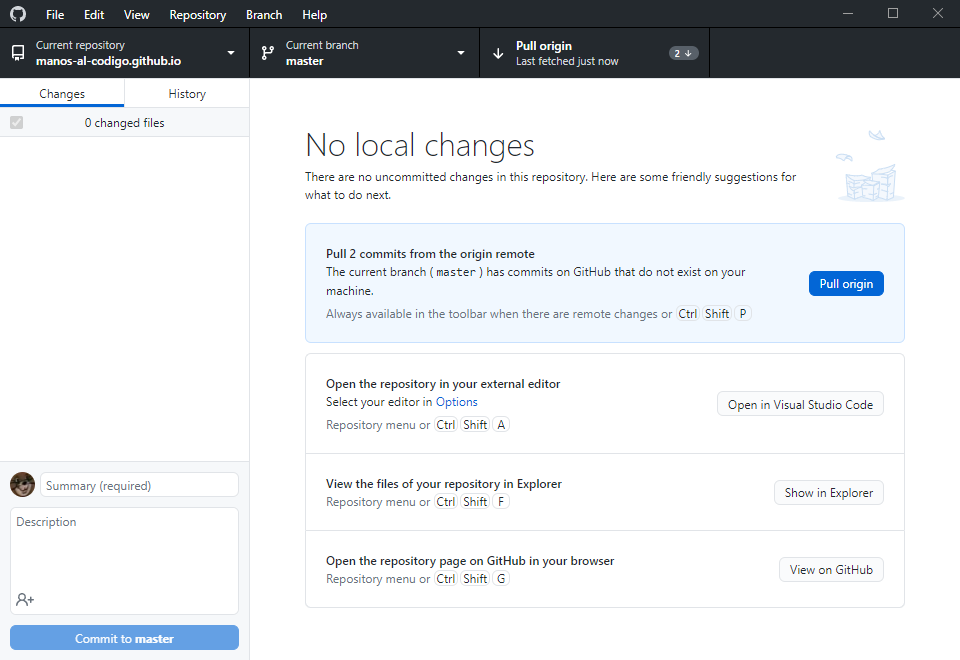 File Edit View Repository Branch Help
Current repository
manos-al-codigo.github.io
Current branch
master
Pull origin
Last fetched just now
2
Changes History
0 changed files
No local changes
There are no uncommitted changes in this repository. Here are some friendly suggestions for
what to do next.
Pull 2 commits from the origin remote
The current branch ( master ) has commits on GitHub that do not exist on your
machine.
Always available in the toolbar when there are remote changes or Ctrl Shift P
Pull origin
Open the repository in your external editor
Select your editor in Options
Repository menu or Ctrl Shift A
Open in Visual Studio Code
View the files of your repository in Explorer
Repository menu or Ctrl Shift F
Show in Explorer
Open the repository page on GitHub in your browser
Repository menu or Ctrl Shift G
View on GitHub
Summary (required)
Description
Commit to master